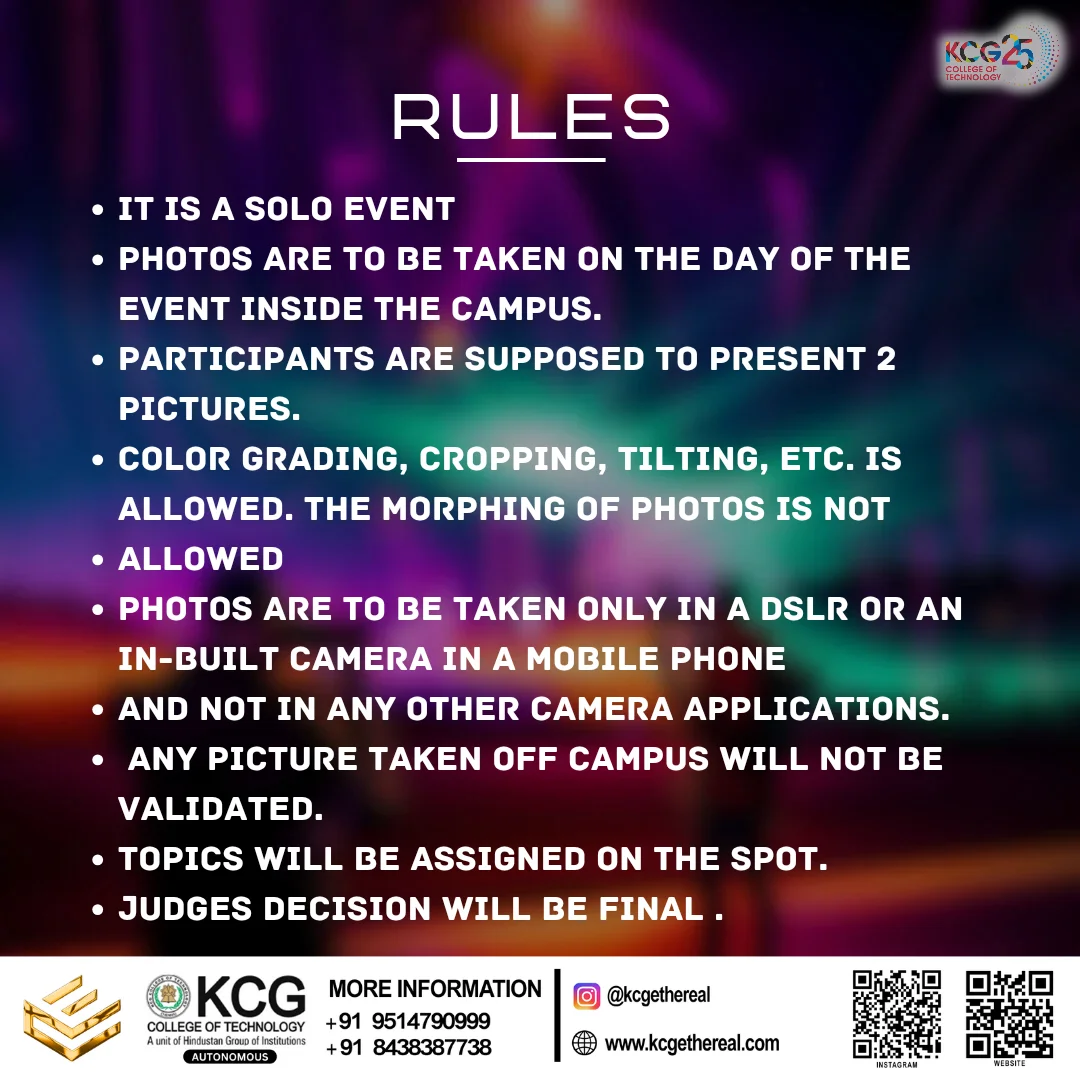 KCG25
COLLEGE OF
TECHNOLOGY
RULES
• IT IS A SOLO EVENT
• PHOTOS ARE TO BE TAKEN ON THE DAY OF THE
EVENT INSIDE THE CAMPUS.
• PARTICIPANTS ARE SUPPOSED TO PRESENT 2
PICTURES.
• COLOR GRADING, CROPPING, TILTING, ETC. IS
ALLOWED. THE MORPHING OF PHOTOS IS NOT
• ALLOWED
• PHOTOS ARE TO BE TAKEN ONLY IN A DSLR OR AN
IN-BUILT CAMERA IN A MOBILE PHONE
• AND NOT IN ANY OTHER CAMERA APPLICATIONS.
• ANY PICTURE TAKEN OFF CAMPUS WILL NOT BE
VALIDATED.
• TOPICS WILL BE ASSIGNED ON THE SPOT.
• JUDGES DECISION WILL BE FINAL .
KCG
COLLEGE OF TECHNOLOGY
A unit of Hindustan Group of Institutions
AUTONOMOUS
MORE INFORMATION
+91 9514790999
+91 8438387738
@kcgethereal
www.kcgethereal.com
INSTAGRAM
WEBSITE